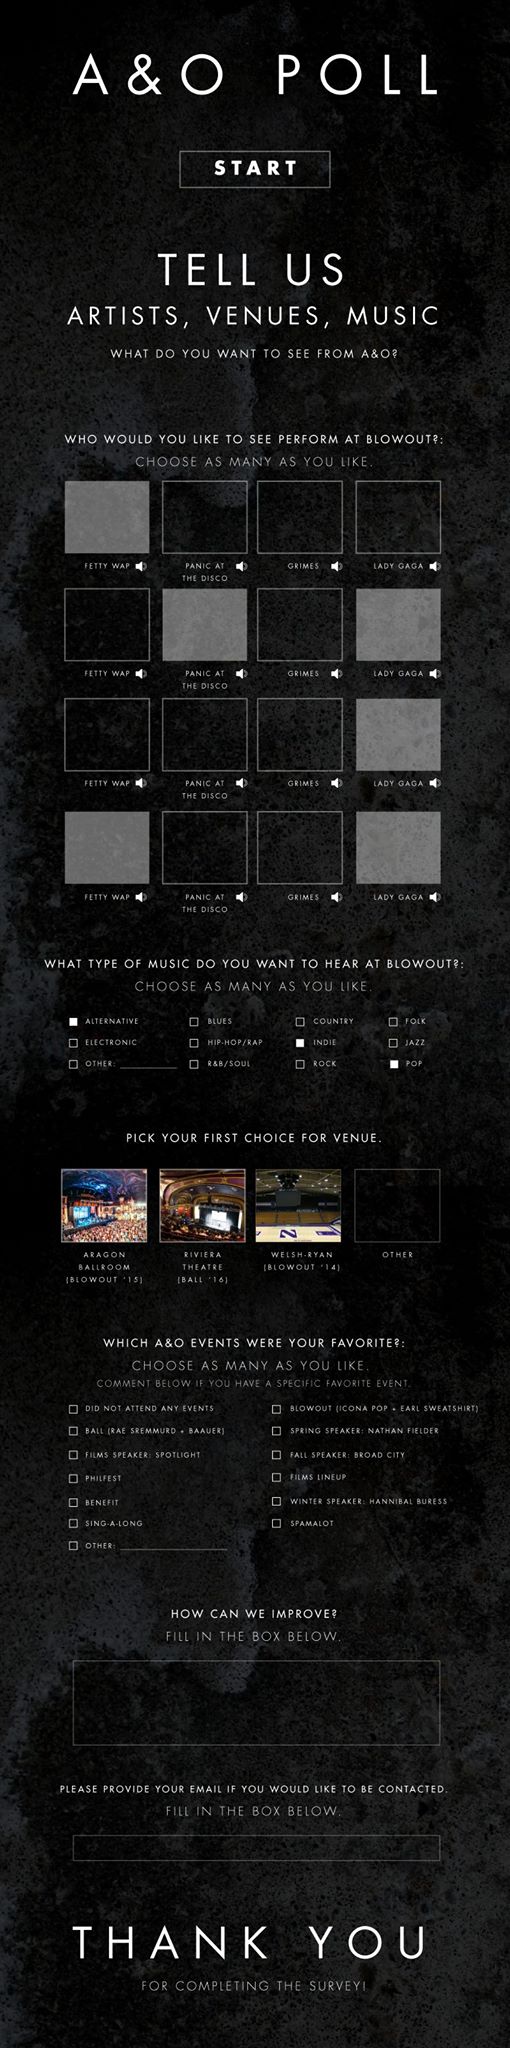 A&O POLL
START
TELL US
ARTISTS, VENUES, MUSIC
WHAT DO YOU WANT TO SEE FROM A&O?
WHO WOULD YOU LIKE TO SEE PERFORM AT BLOWOUT?:
CHOOSE AS MANY AS YOU LIKE.
FETTY WAP PANIC AT GRIMES LADY GAGA
THE DISCO
FETTY WAP PANIC AT GRIMES LADY GAGA
THE DISCO
FETTY WAP PANIC AT GRIMES LADY GAGA
THE DISCO
FETTY WAP PANIC AT GRIMES LADY GAGA
THE DISCO
WHAT TYPE OF MUSIC DO YOU WANT TO HEAR AT BLOWOUT?:
CHOOSE AS MANY AS YOU LIKE.
ALTERNATIVE BLUES COUNTRY FOLK
ELECTRONIC HIP-HOP/RAP INDIE JAZZ
OTHER: R&B/SOUL ROCK POP
PICK YOUR FIRST CHOICE FOR VENUE.
N
ARAGON RIVIERA WELSH-RYAN OTHER
BALLROOM THEATRE (BLOWOUT '14)
(BLOWOUT '15) (BALL '16)
WHICH A&O EVENTS WERE YOUR FAVORITE?:
CHOOSE AS MANY AS YOU LIKE.
COMMENT BELOW IF YOU HAVE A SPECIFIC FAVORITE EVENT.
DID NOT ATTEND ANY EVENTS BLOWOUT (ICONA POP + EARL SWEATSHIRT)
BALL (RAE SREMMURD + BAAUER) SPRING SPEAKER: NATHAN FIELDER
FILMS SPEAKER: SPOTLIGHT FALL SPEAKER: BROAD CITY
PHILFEST FILMS LINEUP
BENEFIT WINTER SPEAKER: HANNIBAL BURESS
SING-A-LONG SPAMALOT
OTHER:
HOW CAN WE IMPROVE?
FILL IN THE BOX BELOW.
PLEASE PROVIDE YOUR EMAIL IF YOU WOULD LIKE TO BE CONTACTED.
FILL IN THE BOX BELOW.
THANK YOU
FOR COMPLETING THE SURVEY!